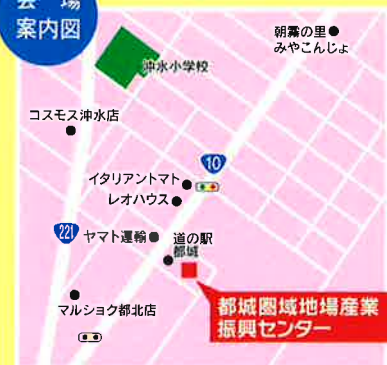 会場
案内図
朝霧の里
みやこんじょ
沖水小学校
コスモス沖水店
10
イタリアントマト
レオハウス
221
ヤマト運輸
道の駅
都城
マルショク都北店
都城圏域地場産業
振興センター